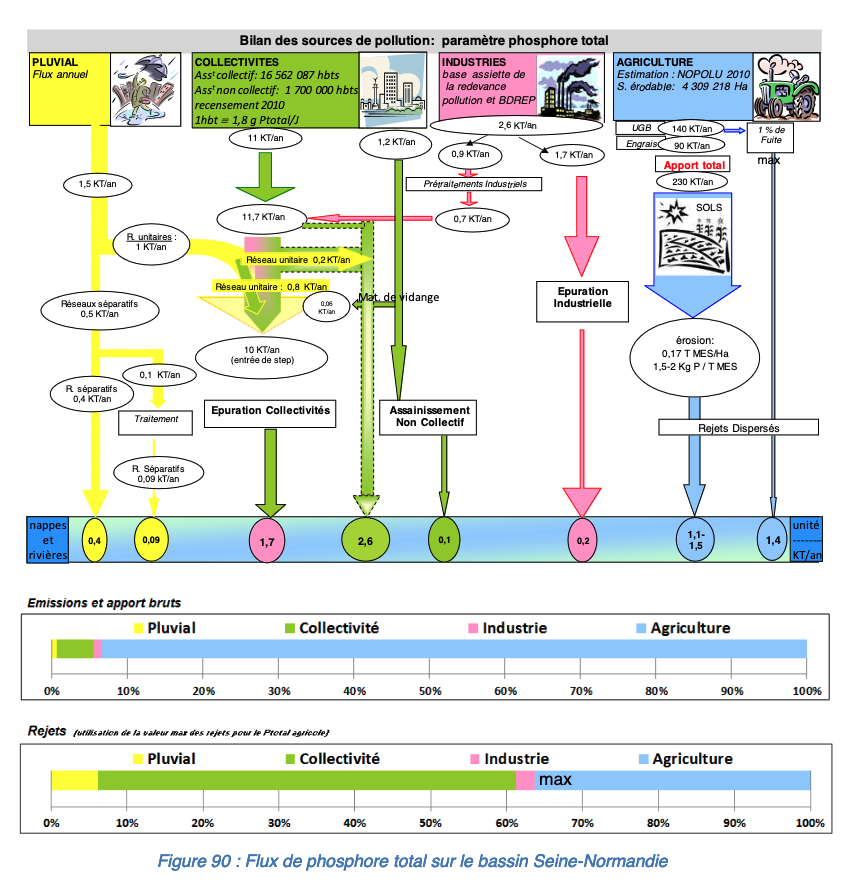 Bilan des sources de pollution: paramètre phosphore total
PLUVIAL
Flux annuel
COLLECTIVITES
Assᵗ collectif: 16 562 087 hbts
Assᵗ non collectif: 1 700 000 hbts
recensement 2010
1hbt = 1,8 g Ptotal/J
INDUSTRIES
base assiette de
la redevance
pollution et BDREP
AGRICULTURE
Estimation : NOPOLU 2010
S. érodable: 4 309 218 Ha
11 KT/an
1,2 KT/an
2,6 KT/an
0,9 KT/an
1,7 KT/an
UGB
140 KT/an
Engrais
90 KT/an
1 % de
Fuite
max
Apport total
230 KT/an
1,5 KT/an
Prétraitements Industriels
11,7 KT/an
0,7 KT/an
SOLS
R. unitaires :
1 KT/an
Réseau unitaire 0,2 KT/an
Réseau unitaire : 0,8 KT/an
Mat. de vidange
0,06
KT/an
Réseaux séparatifs
0,5 KT/an
Epuration
Industrielle
10 KT/an
(entrée de step)
érosion:
0,17 T MES/Ha
1,5-2 Kg P / T MES
0,1 KT/an
R. séparatifs
0,4 KT/an
Traitement
Epuration Collectivités
Assainissement
Non Collectif
Rejets Dispersés
R. Séparatifs
0,09 KT/an
nappes
et
rivières
0,4
0,09
1,7
2,6
0,1
0,2
1,1-
1,5
1,4
unité
--------
KT/an
Emissions et apport bruts
Pluvial Collectivité Industrie Agriculture
0% 10% 20% 30% 40% 50% 60% 70% 80% 90% 100%
Rejets (utilisation de la valeur max des rejets pour le Ptotal agricole)
Pluvial Collectivité Industrie Agriculture
max
0% 10% 20% 30% 40% 50% 60% 70% 80% 90% 100%
Figure 90 : Flux de phosphore total sur le bassin Seine-Normandie